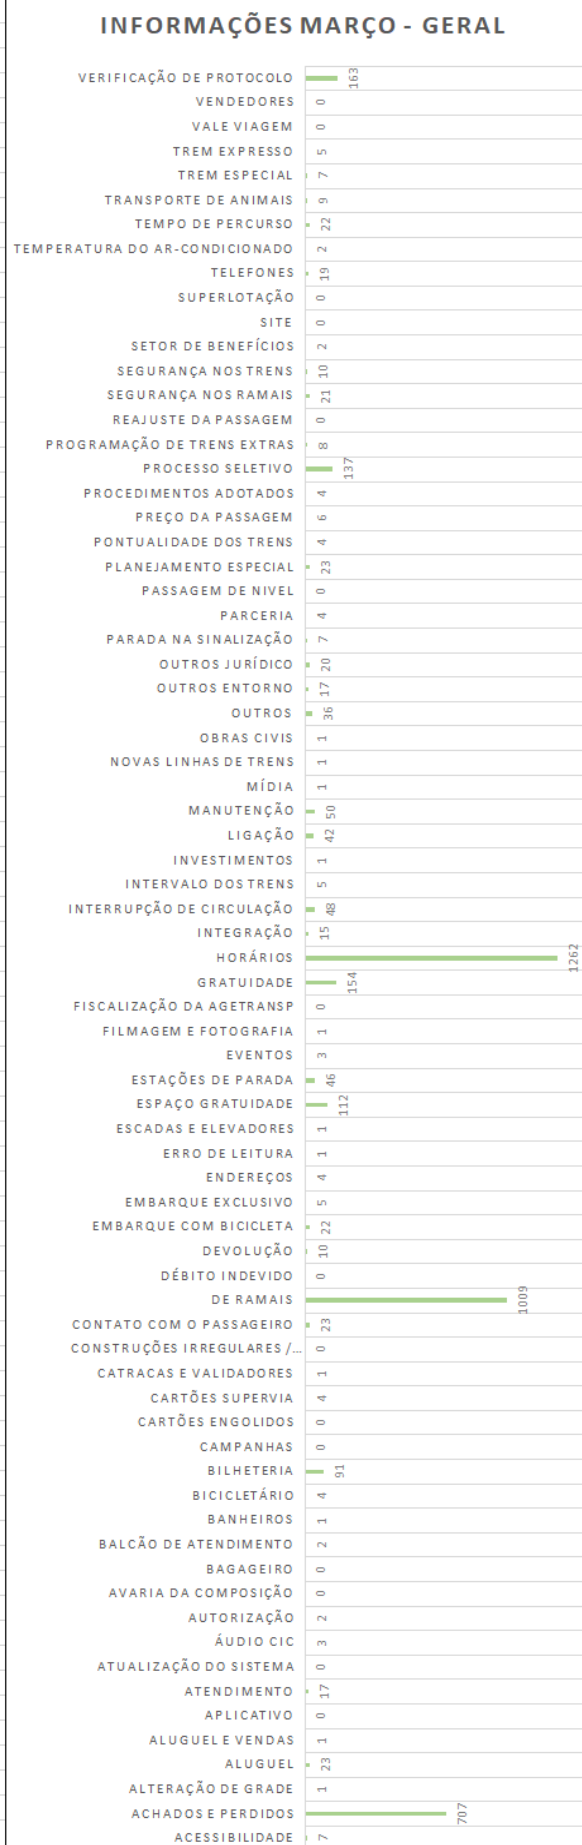 INFORMAÇÕES MARÇO - GERAL
VERIFICAÇÃO DE PROTOCOLO 163
VENDEDORES 0
VALE VIAGEM 0
TREM EXPRESSO 5
TREM ESPECIAL 7
TRANSPORTE DE ANIMAIS 9
TEMPO DE PERCURSO 22
TEMPERATURA DO AR-CONDICIONADO 2
TELEFONES 19
SUPERLOTAÇÃO 0
SITE 0
SETOR DE BENEFÍCIOS 2
SEGURANÇA NOS TRENS 10
SEGURANÇA NOS RAMAIS 21
REAJUSTE DA PASSAGEM 0
PROGRAMAÇÃO DE TRENS EXTRAS 8
PROCESSO SELETIVO 137
PROCEDIMENTOS ADOTADOS 4
PREÇO DA PASSAGEM 6
PONTUALIDADE DOS TRENS 4
PLANEJAMENTO ESPECIAL 23
PASSAGEM DE NIVEL 0
PARCERIA 4
PARADA NA SINALIZAÇÃO 7
OUTROS JURÍDICO 20
OUTROS ENTORNO 17
OUTROS 36
OBRAS CIVIS 1
NOVAS LINHAS DE TRENS 1
MÍDIA 1
MANUTENÇÃO 50
LIGAÇÃO 42
INVESTIMENTOS 1
INTERVALO DOS TRENS 5
INTERRUPÇÃO DE CIRCULAÇÃO 48
INTEGRAÇÃO 15
HORÁRIOS 1262
GRATUIDADE 154
FISCALIZAÇÃO DA AGETRANSP 0
FILMAGEM E FOTOGRAFIA 1
EVENTOS 3
ESTAÇÕES DE PARADA 46
ESPAÇO GRATUIDADE 112
ESCADAS E ELEVADORES 1
ERRO DE LEITURA 1
ENDEREÇOS 4
EMBARQUE EXCLUSIVO 5
EMBARQUE COM BICICLETA 22
DEVOLUÇÃO 10
DÉBITO INDEVIDO 0
DE RAMAIS 1009
CONTATO COM O PASSAGEIRO 23
CONSTRUÇÕES IRREGULARES /... 0
CATRACAS E VALIDADORES 1
CARTÕES SUPERVIA 4
CARTÕES ENGOLIDOS 0
CAMPANHAS 0
BILHETERIA 91
BICICLETÁRIO 4
BANHEIROS 1
BALCÃO DE ATENDIMENTO 2
BAGAGEIRO 0
AVARIA DA COMPOSIÇÃO 0
AUTORIZAÇÃO 2
ÁUDIO CIC 3
ATUALIZAÇÃO DO SISTEMA 0
ATENDIMENTO 17
APLICATIVO 0
ALUGUEL E VENDAS 1
ALUGUEL 23
ALTERAÇÃO DE GRADE 1
ACHADOS E PERDIDOS 707
ACESSIBILIDADE 7